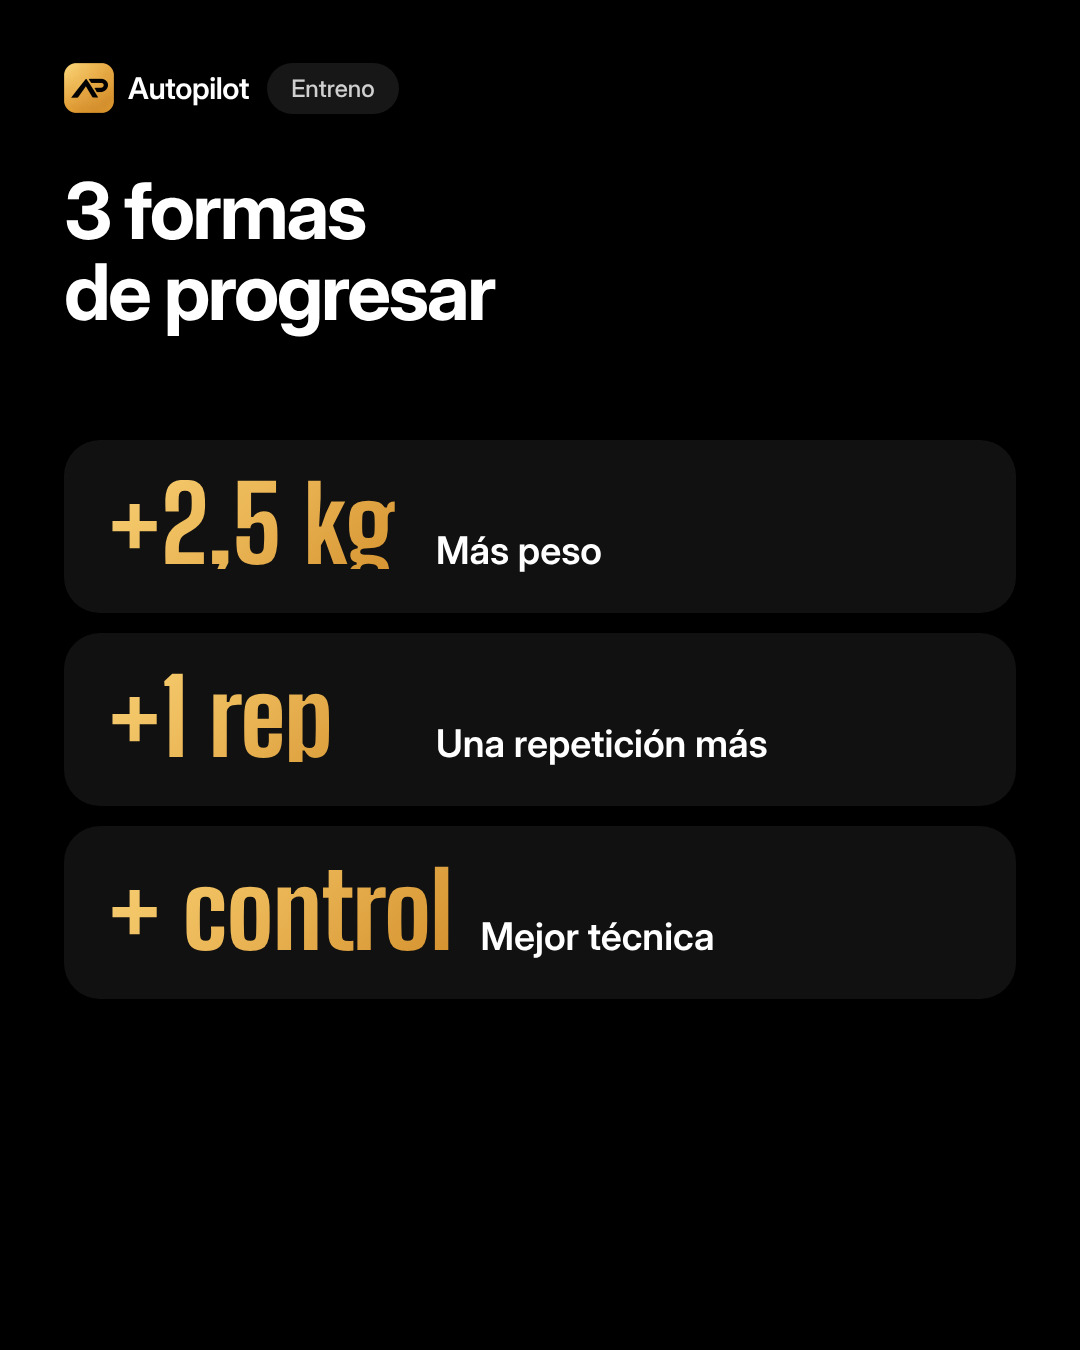 AP Autopilot Entreno
3 formas
de progresar
+2,5 kg Más peso
+1 rep Una repetición más
+ control Mejor técnica